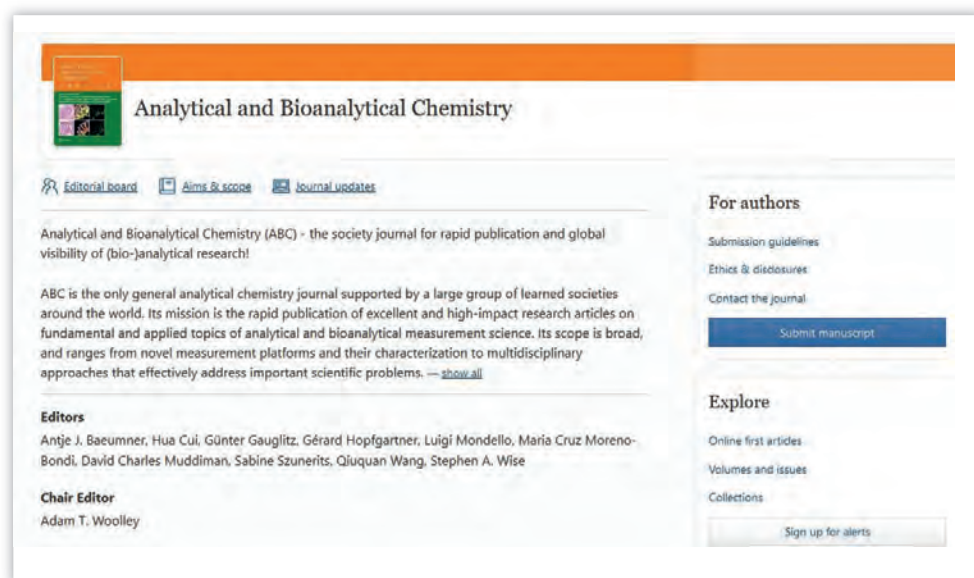 Analytical and Bioanalytical Chemistry
Editorial board
Aims & scope
Journal updates
Analytical and Bioanalytical Chemistry (ABC) - the society journal for rapid publication and global
visibility of (bio-)analytical research!
ABC is the only general analytical chemistry journal supported by a large group of learned societies
around the world. Its mission is the rapid publication of excellent and high-impact research articles on
fundamental and applied topics of analytical and bioanalytical measurement science. Its scope is broad,
and ranges from novel measurement platforms and their characterization to multidisciplinary
approaches that effectively address important scientific problems. — show all
Editors
Antje J. Baeumner, Hua Cui, Günter Gauglitz, Gérard Hopfgartner, Luigi Mondello, Maria Cruz Moreno-
Bondi, David Charles Muddiman, Sabine Szunerits, Qiuquan Wang, Stephen A. Wise
Chair Editor
Adam T. Woolley
For authors
Submission guidelines
Ethics & disclosures
Contact the journal
Submit manuscript
Explore
Online first articles
Volumes and issues
Collections
Sign up for alerts